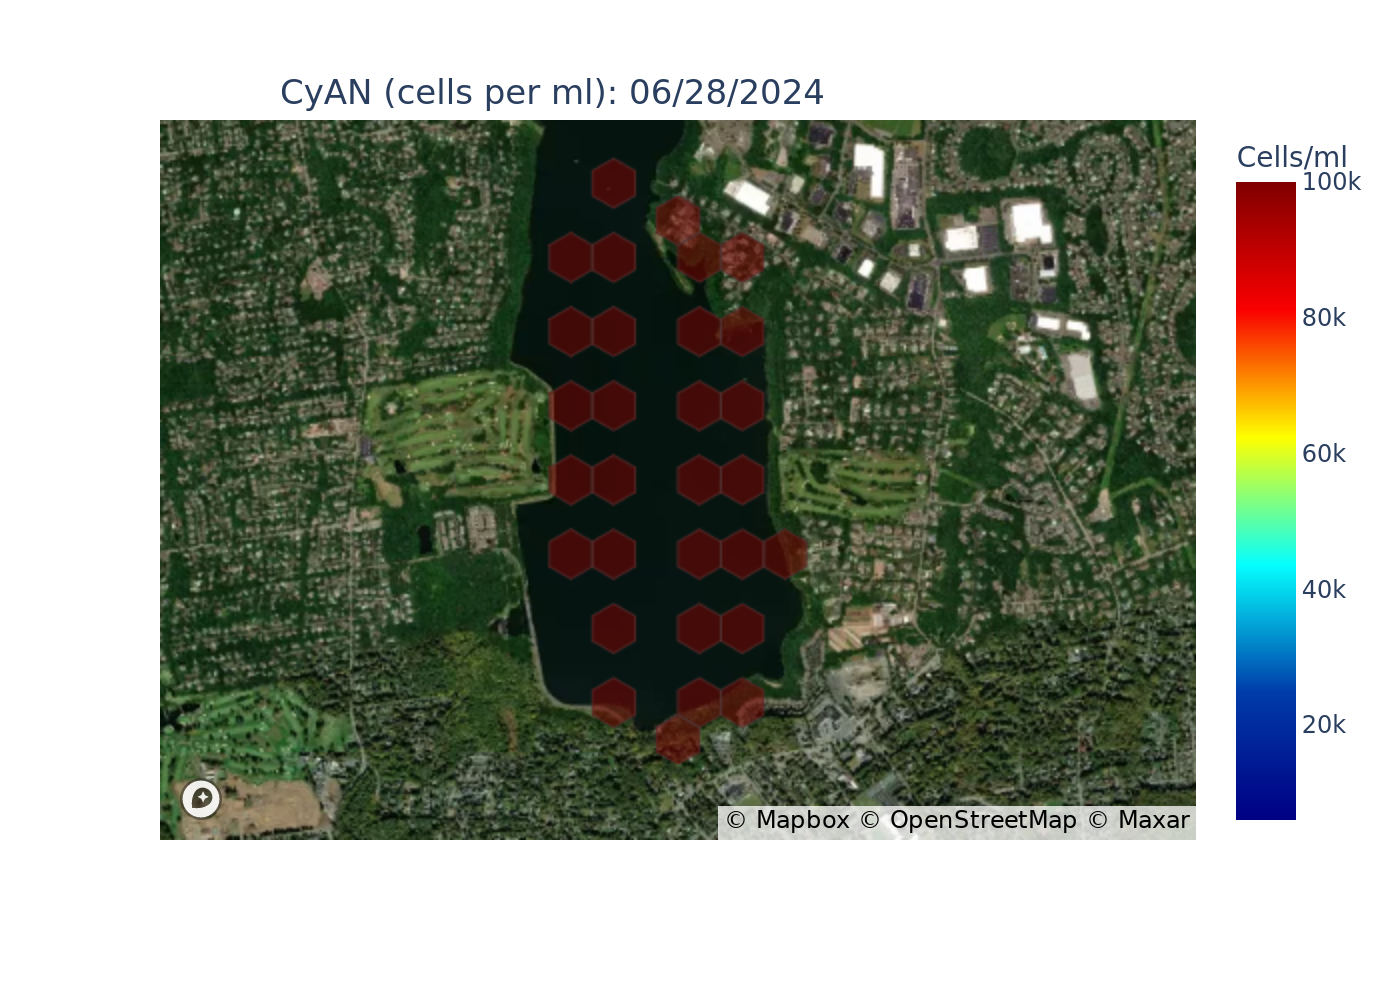 CyAN (cells per ml): 06/28/2024
Cells/ml
100k
80k
60k
40k
20k
© Mapbox © OpenStreetMap © Maxar